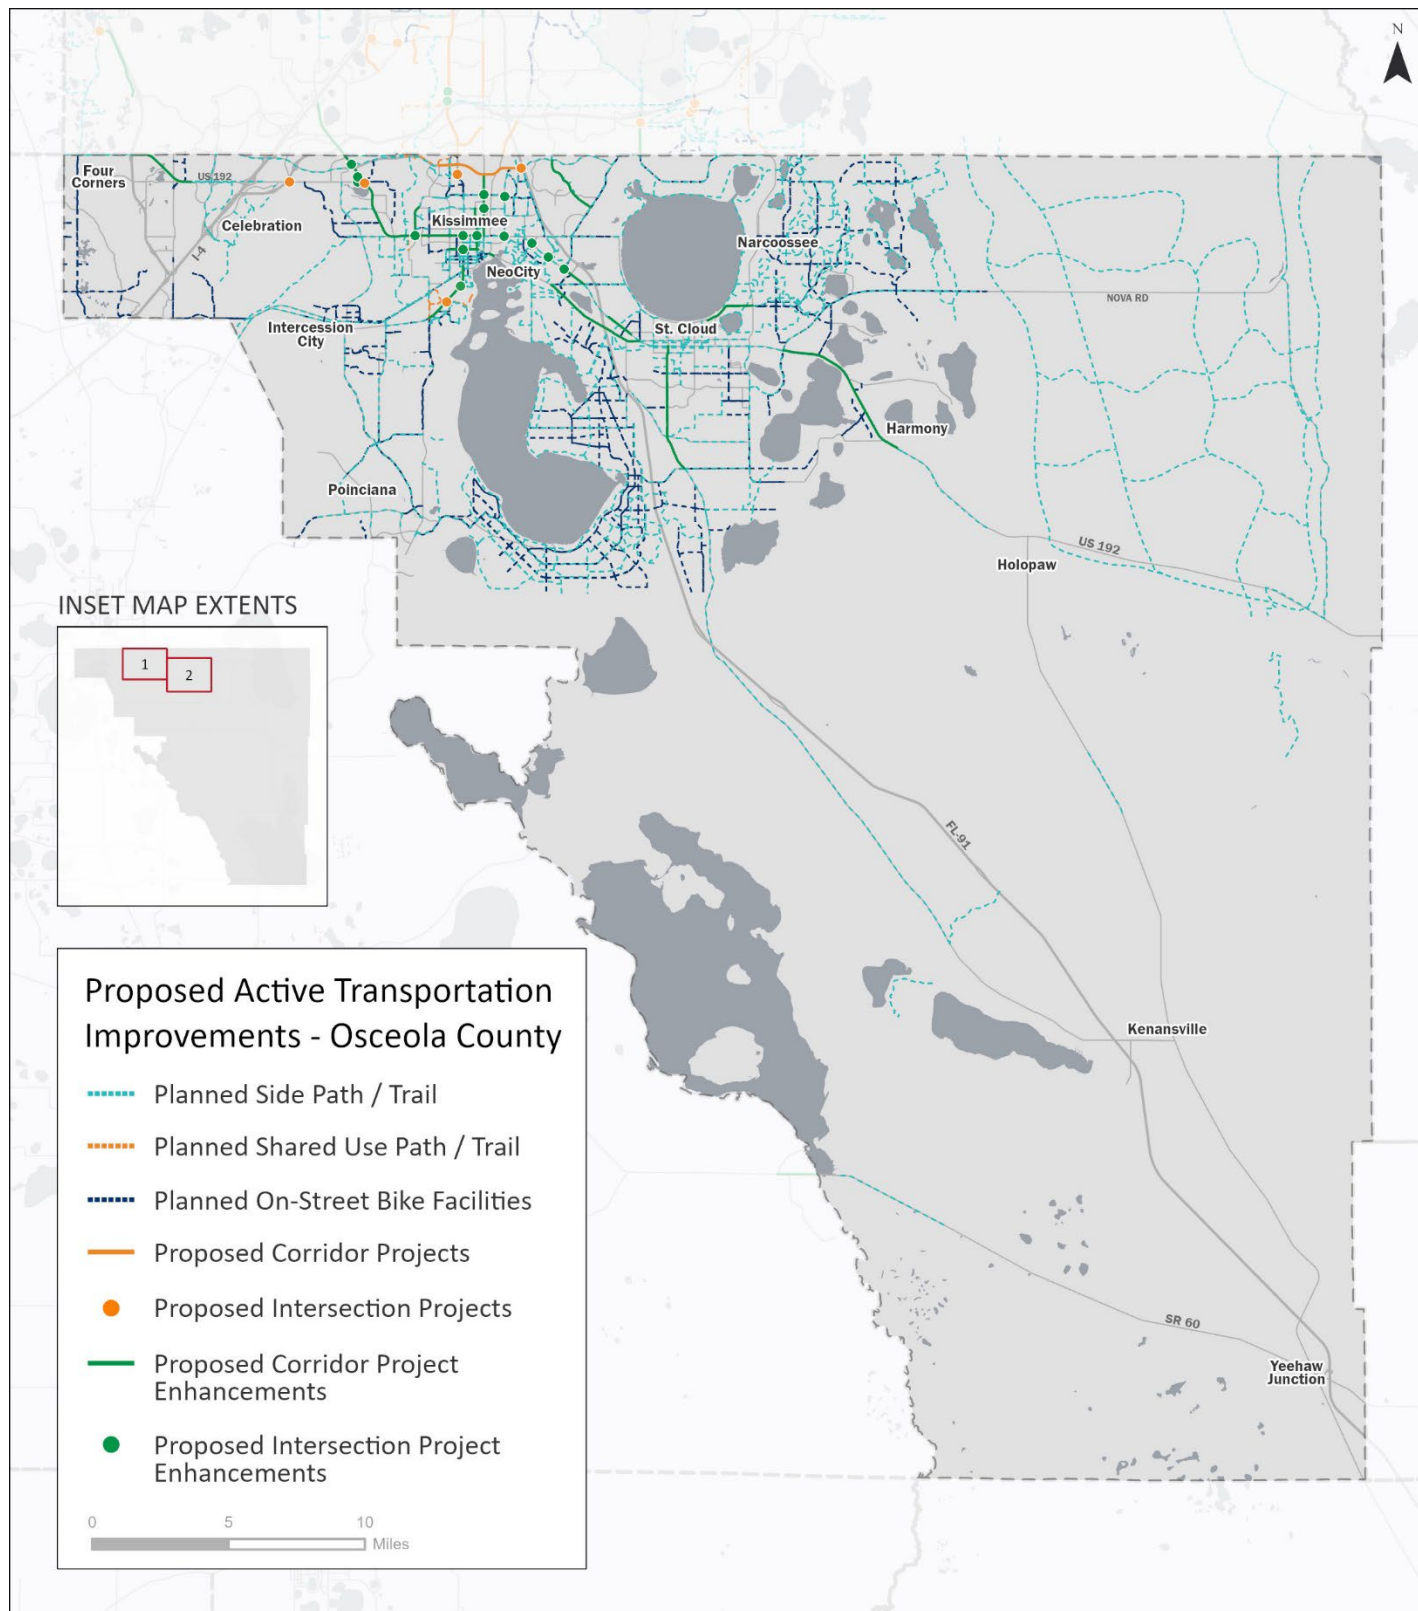 N
Four
Corners
US 192
Celebration
I-4
Kissimmee
NeoCity
Narcoossee
NOVA RD
Intercession
City
St. Cloud
Harmony
Poinciana
US 192
Holopaw
INSET MAP EXTENTS
1
2
FL-91
Kenansville
SR 60
Yeehaw
Junction
Proposed Active Transportation
Improvements - Osceola County
Planned Side Path / Trail
Planned Shared Use Path / Trail
Planned On-Street Bike Facilities
Proposed Corridor Projects
Proposed Intersection Projects
Proposed Corridor Project
Enhancements
Proposed Intersection Project
Enhancements
0 5 10
Miles